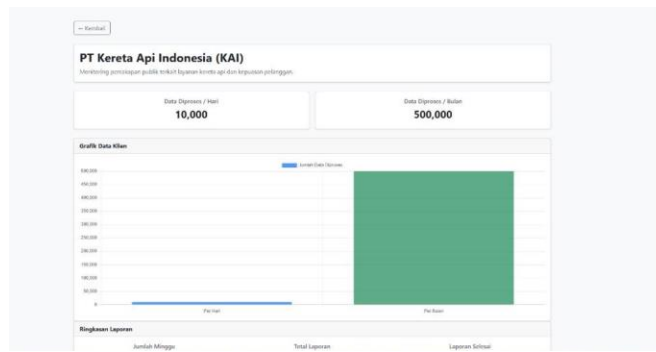 ← Kembali
PT Kereta Api Indonesia (KAI)
Monitoring percakapan publik terkait layanan kereta api dan kepuasan pelanggan.
Data Diproses / Hari
10,000
Data Diproses / Bulan
500,000
Grafik Data Klien
Jumlah Data Diproses
500,000
450,000
400,000
350,000
300,000
250,000
200,000
150,000
100,000
50,000
0
Per Hari
Per Bulan
Ringkasan Laporan
Jumlah Minggu
Total Laporan
Laporan Selesai